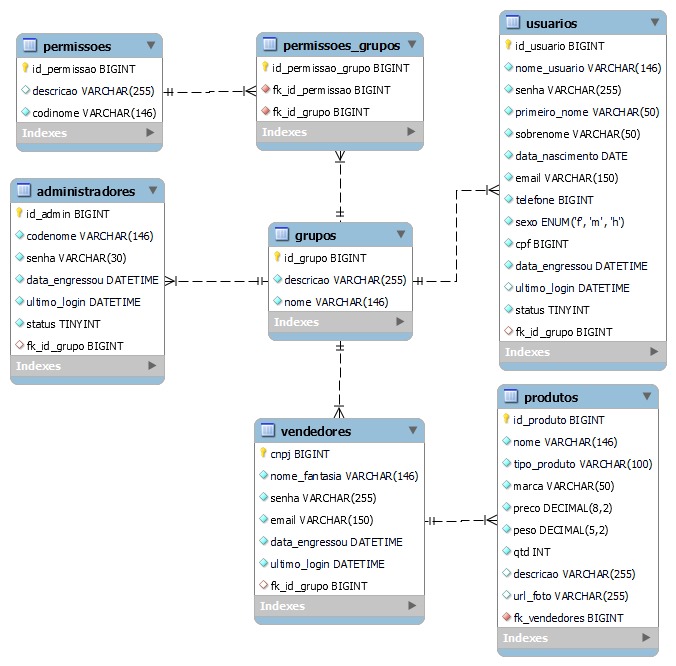 permissoes
id_permissao BIGINT
descricao VARCHAR(255)
codinome VARCHAR(146)
Indexes
permissoes_grupos
id_permissao_grupo BIGINT
fk_id_permissao BIGINT
fk_id_grupo BIGINT
Indexes
usuarios
id_usuario BIGINT
nome_usuario VARCHAR(146)
senha VARCHAR(255)
primeiro_nome VARCHAR(50)
sobrenome VARCHAR(50)
data_nascimento DATE
email VARCHAR(150)
telefone BIGINT
sexo ENUM('f', 'm', 'h')
cpf BIGINT
data_engressou DATETIME
ultimo_login DATETIME
status TINYINT
fk_id_grupo BIGINT
Indexes
administradores
id_admin BIGINT
codenome VARCHAR(146)
senha VARCHAR(30)
data_engressou DATETIME
ultimo_login DATETIME
status TINYINT
fk_id_grupo BIGINT
Indexes
grupos
id_grupo BIGINT
descricao VARCHAR(255)
nome VARCHAR(146)
Indexes
vendedores
cnpj BIGINT
nome_fantasia VARCHAR(146)
senha VARCHAR(255)
email VARCHAR(150)
data_engressou DATETIME
ultimo_login DATETIME
fk_id_grupo BIGINT
Indexes
produtos
id_produto BIGINT
nome VARCHAR(146)
tipo_produto VARCHAR(100)
marca VARCHAR(50)
preco DECIMAL(8,2)
peso DECIMAL(5,2)
qtd INT
descricao VARCHAR(255)
url_foto VARCHAR(255)
fk_vendedores BIGINT
Indexes